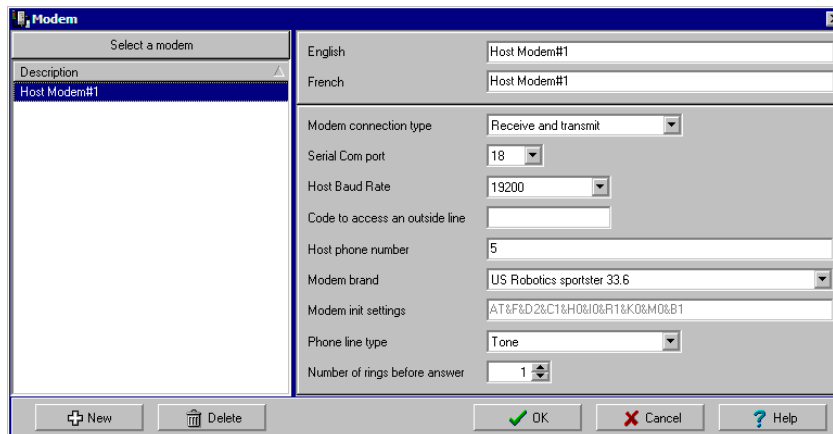 Modem
Select a modem
Description
Host Modem#1
English Host Modem#1
French Host Modem#1
Modem connection type Receive and transmit
Serial Com port 18
Host Baud Rate 19200
Code to access an outside line
Host phone number 5
Modem brand US Robotics sportster 33.6
Modem init settings AT&F&D2&C1&H0&I0&R1&K0&M0&B1
Phone line type Tone
Number of rings before answer 1
New Delete OK Cancel Help